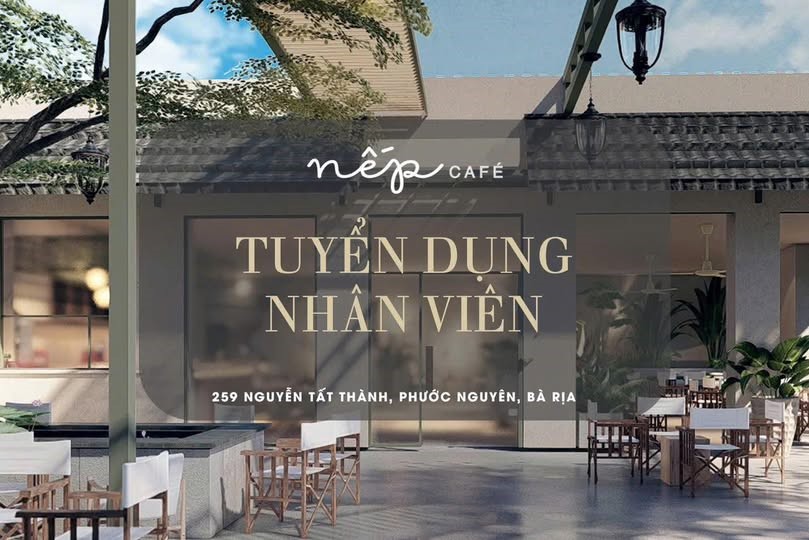 nếp CAFÉ
TUYỂN DỤNG
NHÂN VIÊN
259 NGUYỄN TẤT THÀNH, PHƯỚC NGUYÊN, BÀ RỊA